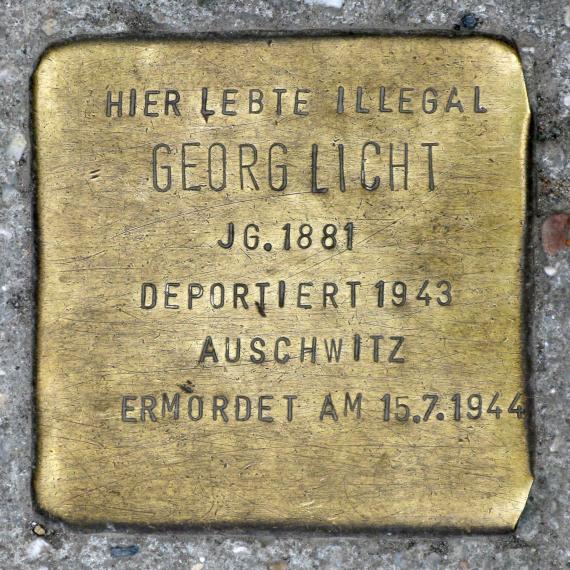 HIER LEBTE ILLEGAL
GEORG LICHT
JG. 1881
DEPORTIERT 1943
AUSCHWITZ
ERMORDET AM 15.7.1944